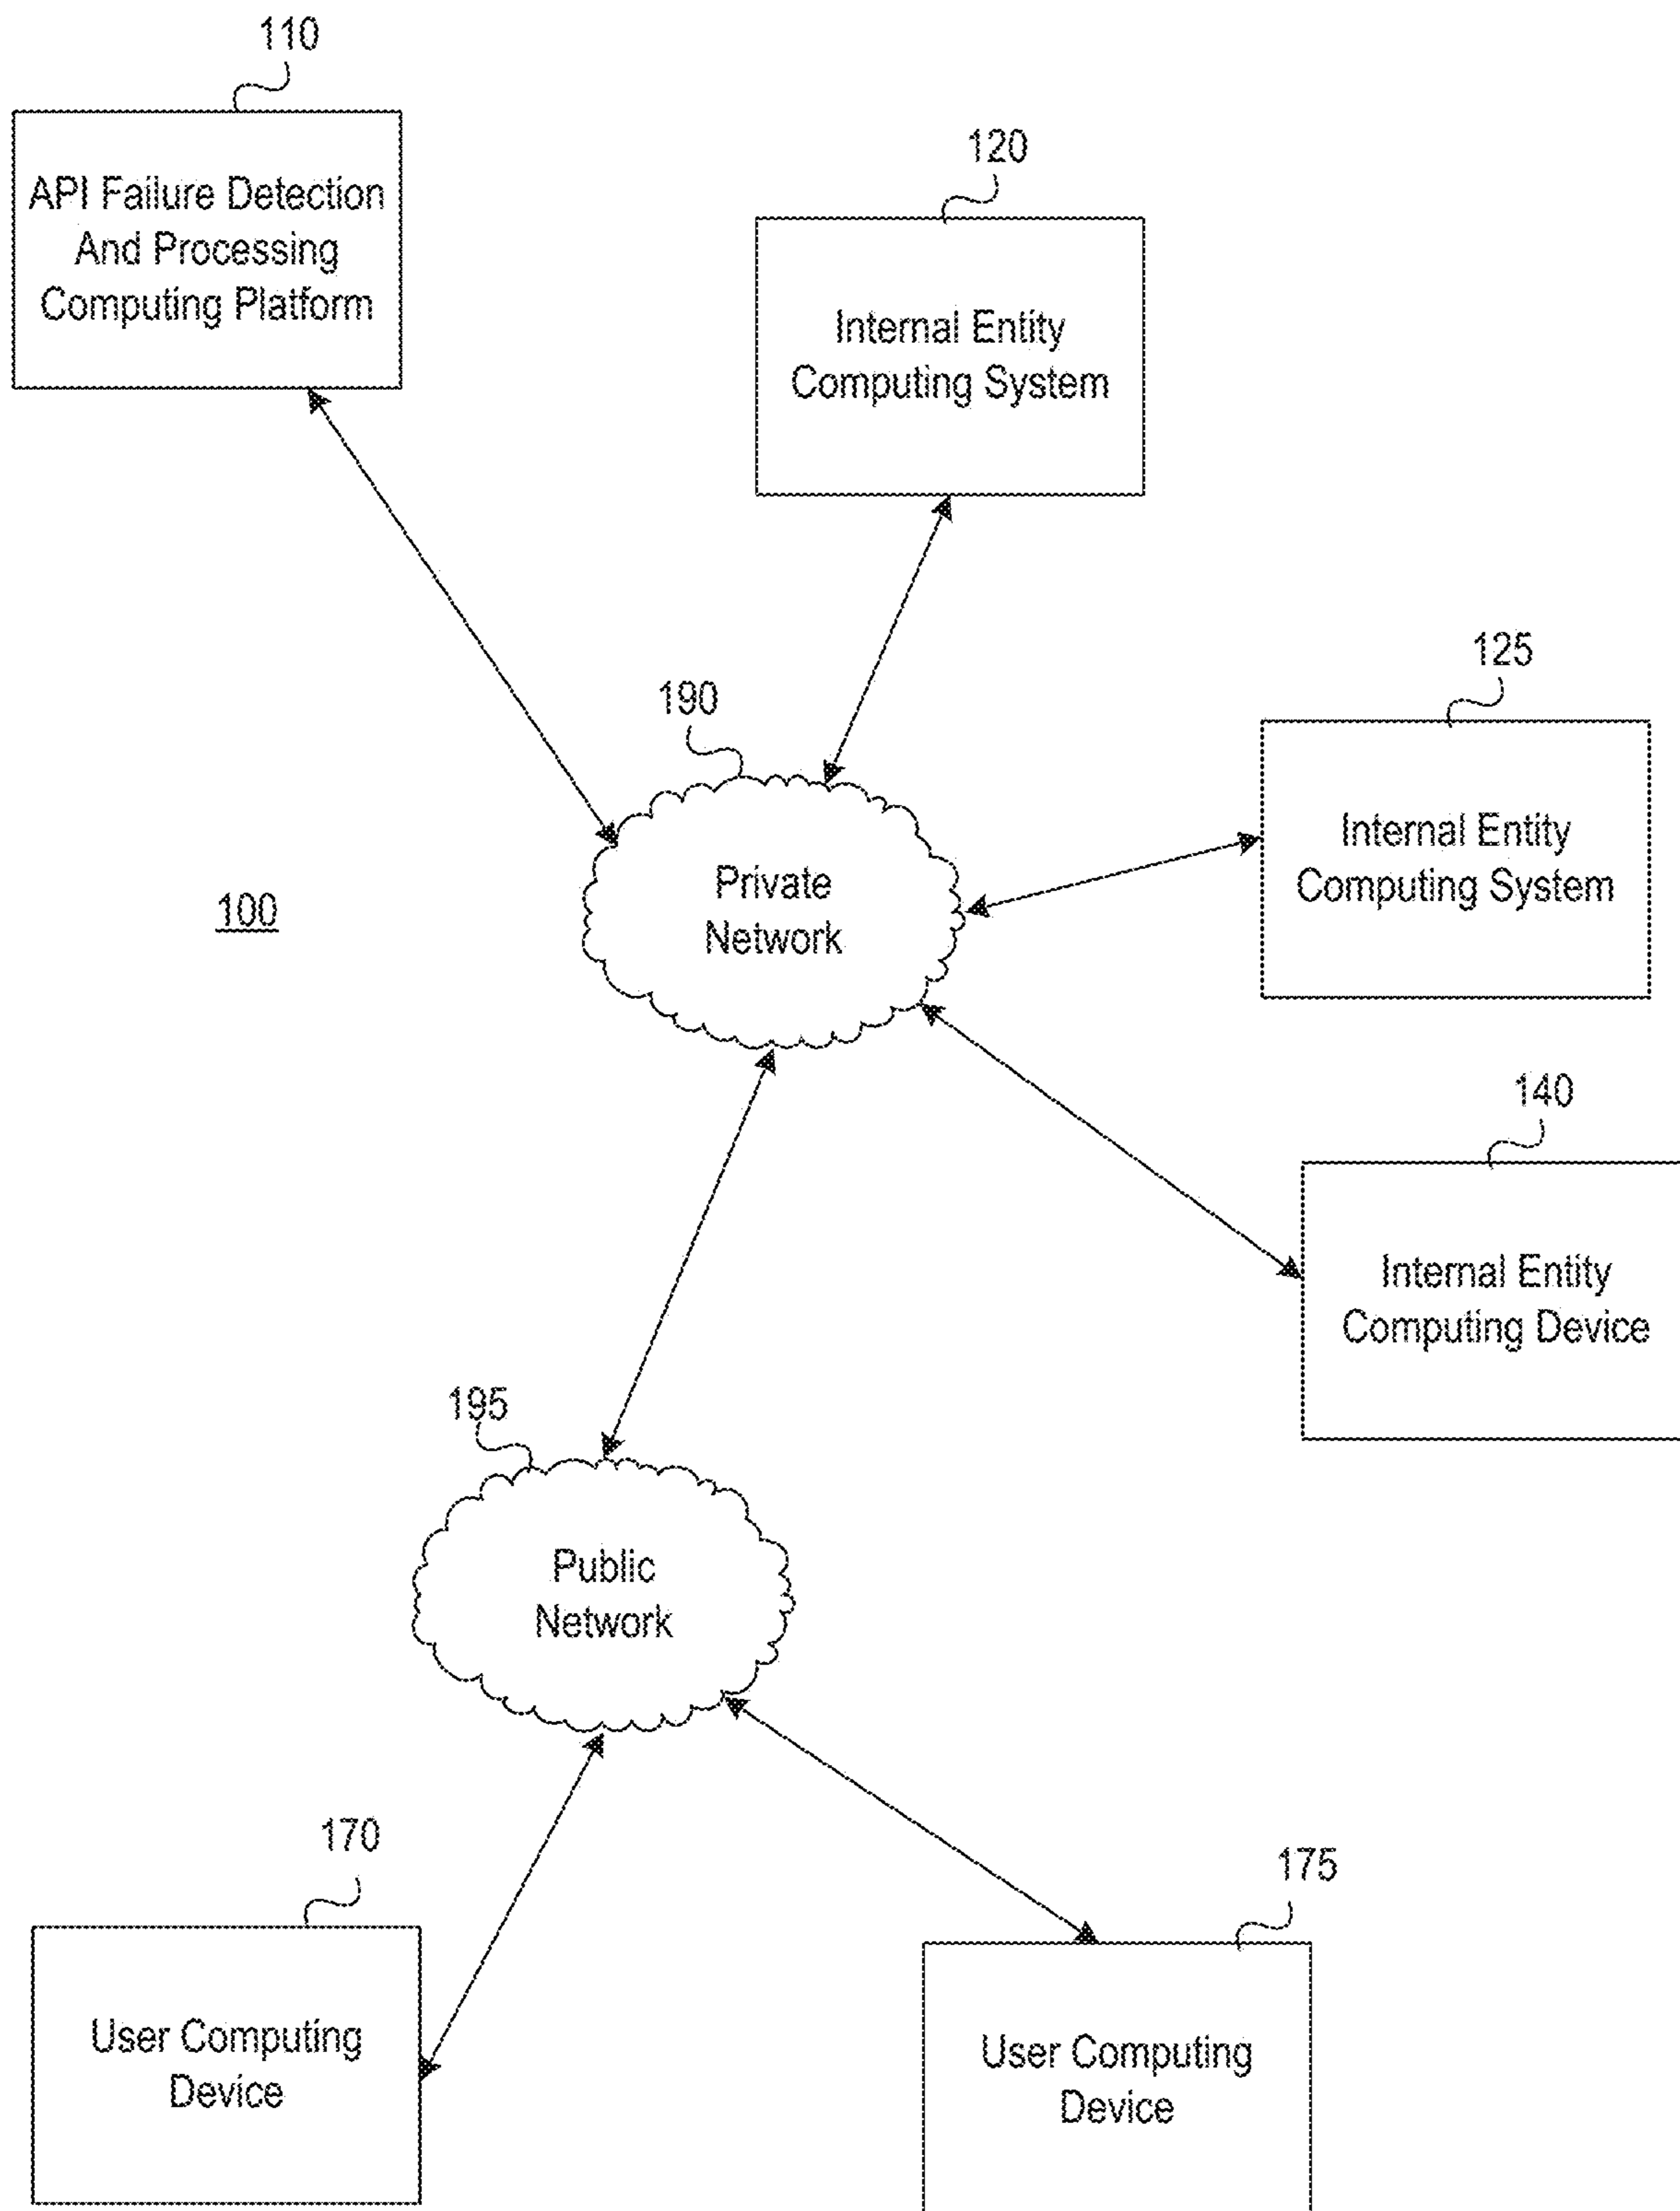 110
API Failure Detection
And Processing
Computing Platform
120
Internal Entity
Computing System
125
Internal Entity
Computing System
190
Private
Network
100
140
Internal Entity
Computing Device
195
Public
Network
170
User Computing
Device
175
User Computing
Device